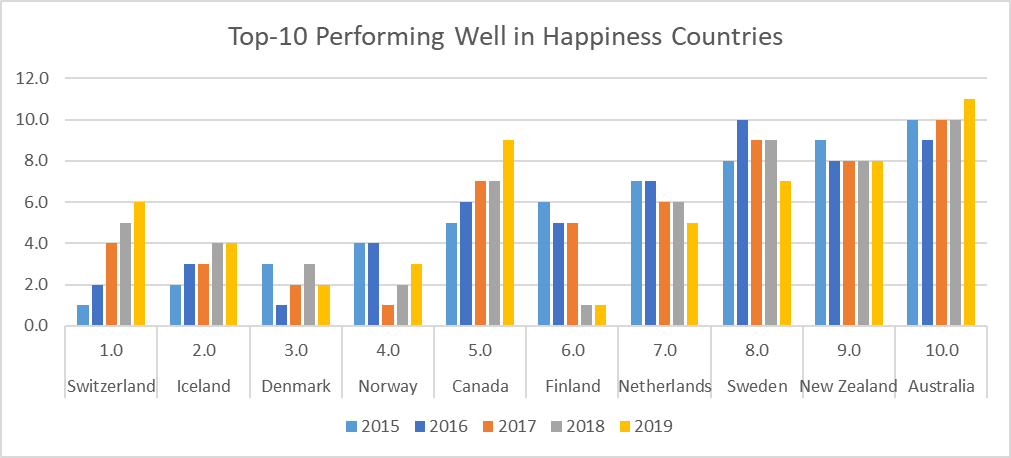 Top-10 Performing Well in Happiness Countries
12.0
10.0
8.0
6.0
4.0
2.0
0.0
1.0 2.0 3.0 4.0 5.0 6.0 7.0 8.0 9.0 10.0
Switzerland Iceland Denmark Norway Canada Finland Netherlands Sweden New Zealand Australia
2015 2016 2017 2018 2019